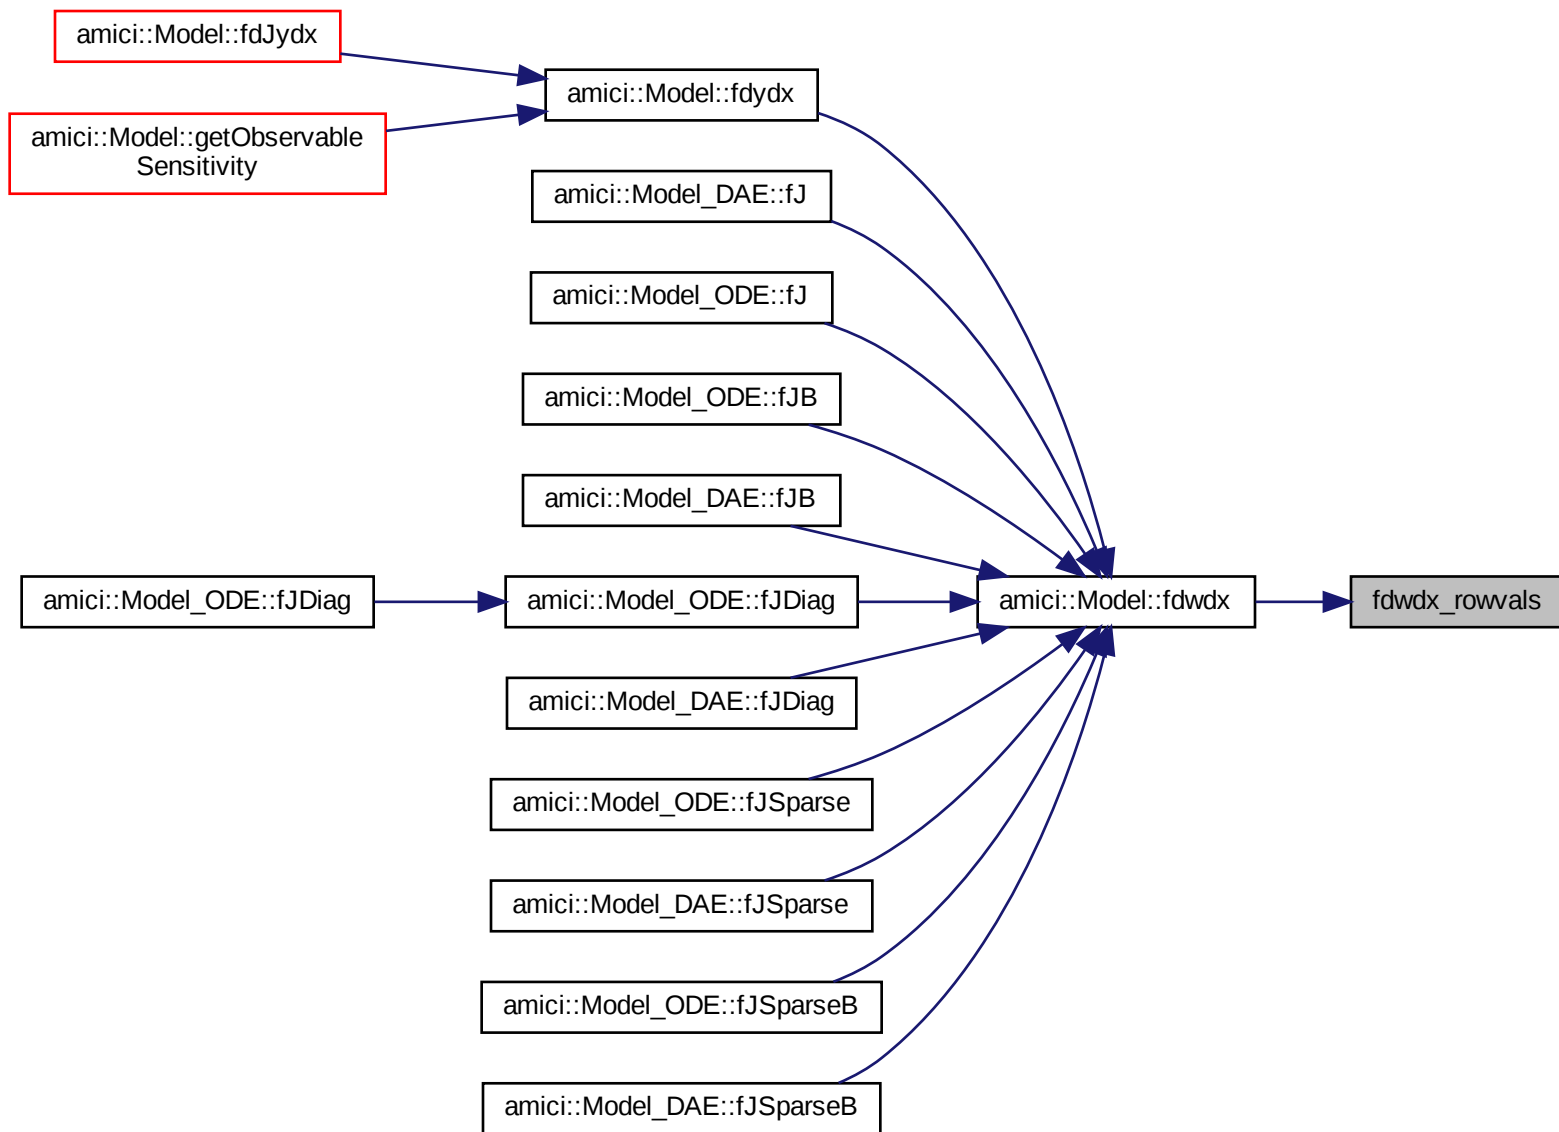 amici::Model::fdJydx
amici::Model::getObservable
Sensitivity
amici::Model::fdydx
amici::Model_DAE::fJ
amici::Model_ODE::fJ
amici::Model_ODE::fJB
amici::Model_DAE::fJB
amici::Model_ODE::fJDiag
amici::Model_ODE::fJDiag
amici::Model::fdwdx
fdwdx_rowvals
amici::Model_DAE::fJDiag
amici::Model_ODE::fJSparse
amici::Model_DAE::fJSparse
amici::Model_ODE::fJSparseB
amici::Model_DAE::fJSparseB